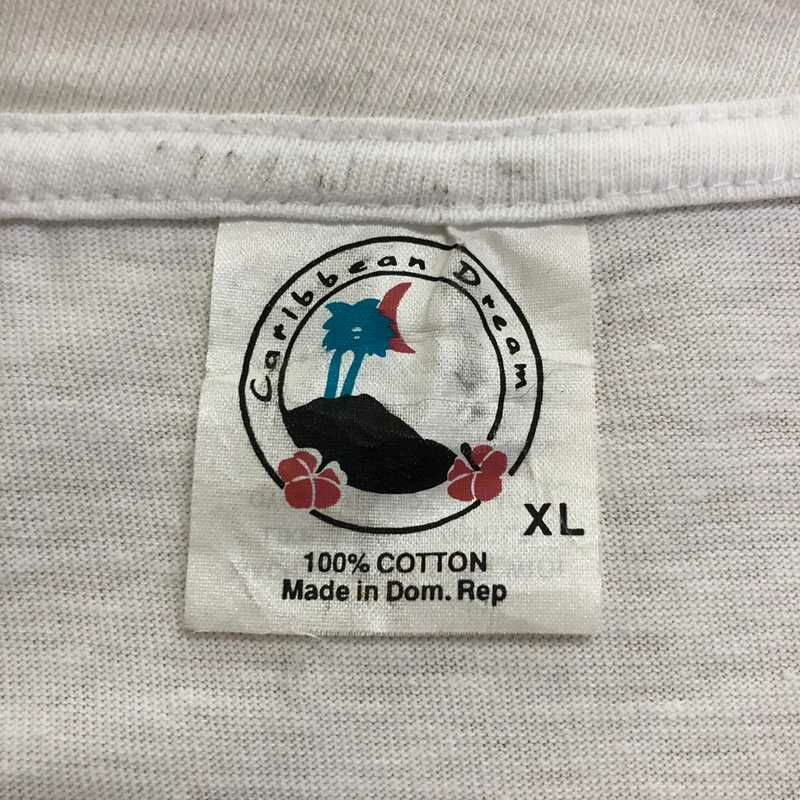 Caribbean Dream
XL
100% COTTON
Made in Dom. Rep